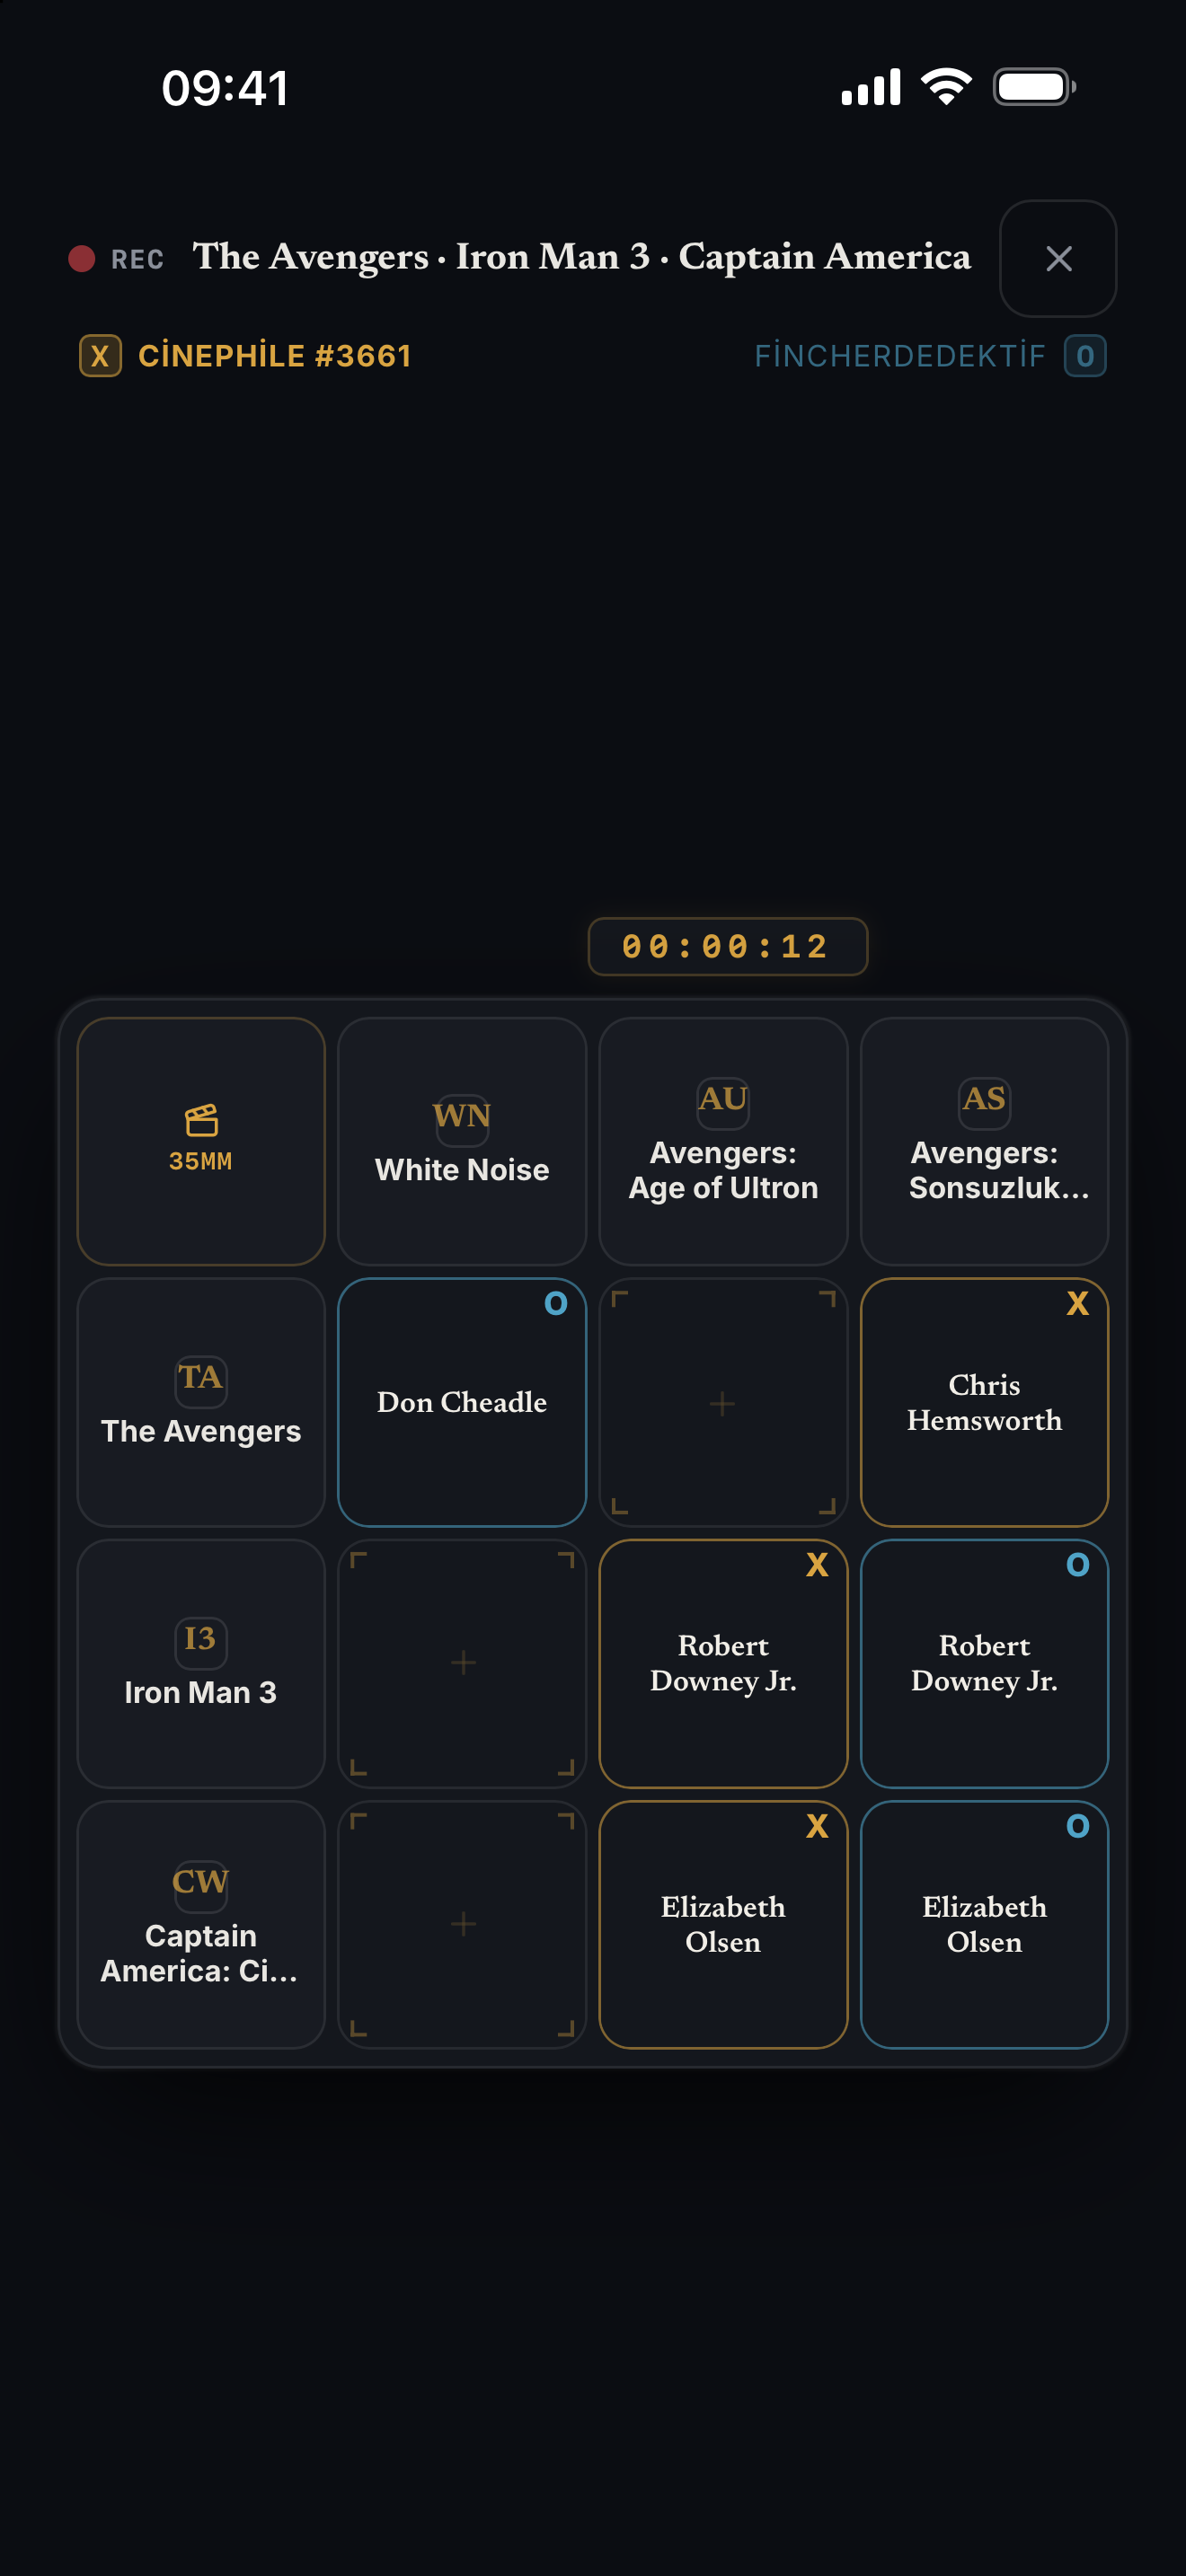 09:41
REC The Avengers · Iron Man 3 · Captain America
X CİNEPHİLE #3661
FİNCHERDEDEKTİF O
00:00:12
35MM
WN
White Noise
AU
Avengers:
Age of Ultron
AS
Avengers:
Sonsuzluk...
TA
The Avengers
O
Don Cheadle
X
Chris
Hemsworth
I3
Iron Man 3
X
Robert
Downey Jr.
O
Robert
Downey Jr.
CW
Captain
America: Ci...
X
Elizabeth
Olsen
O
Elizabeth
Olsen